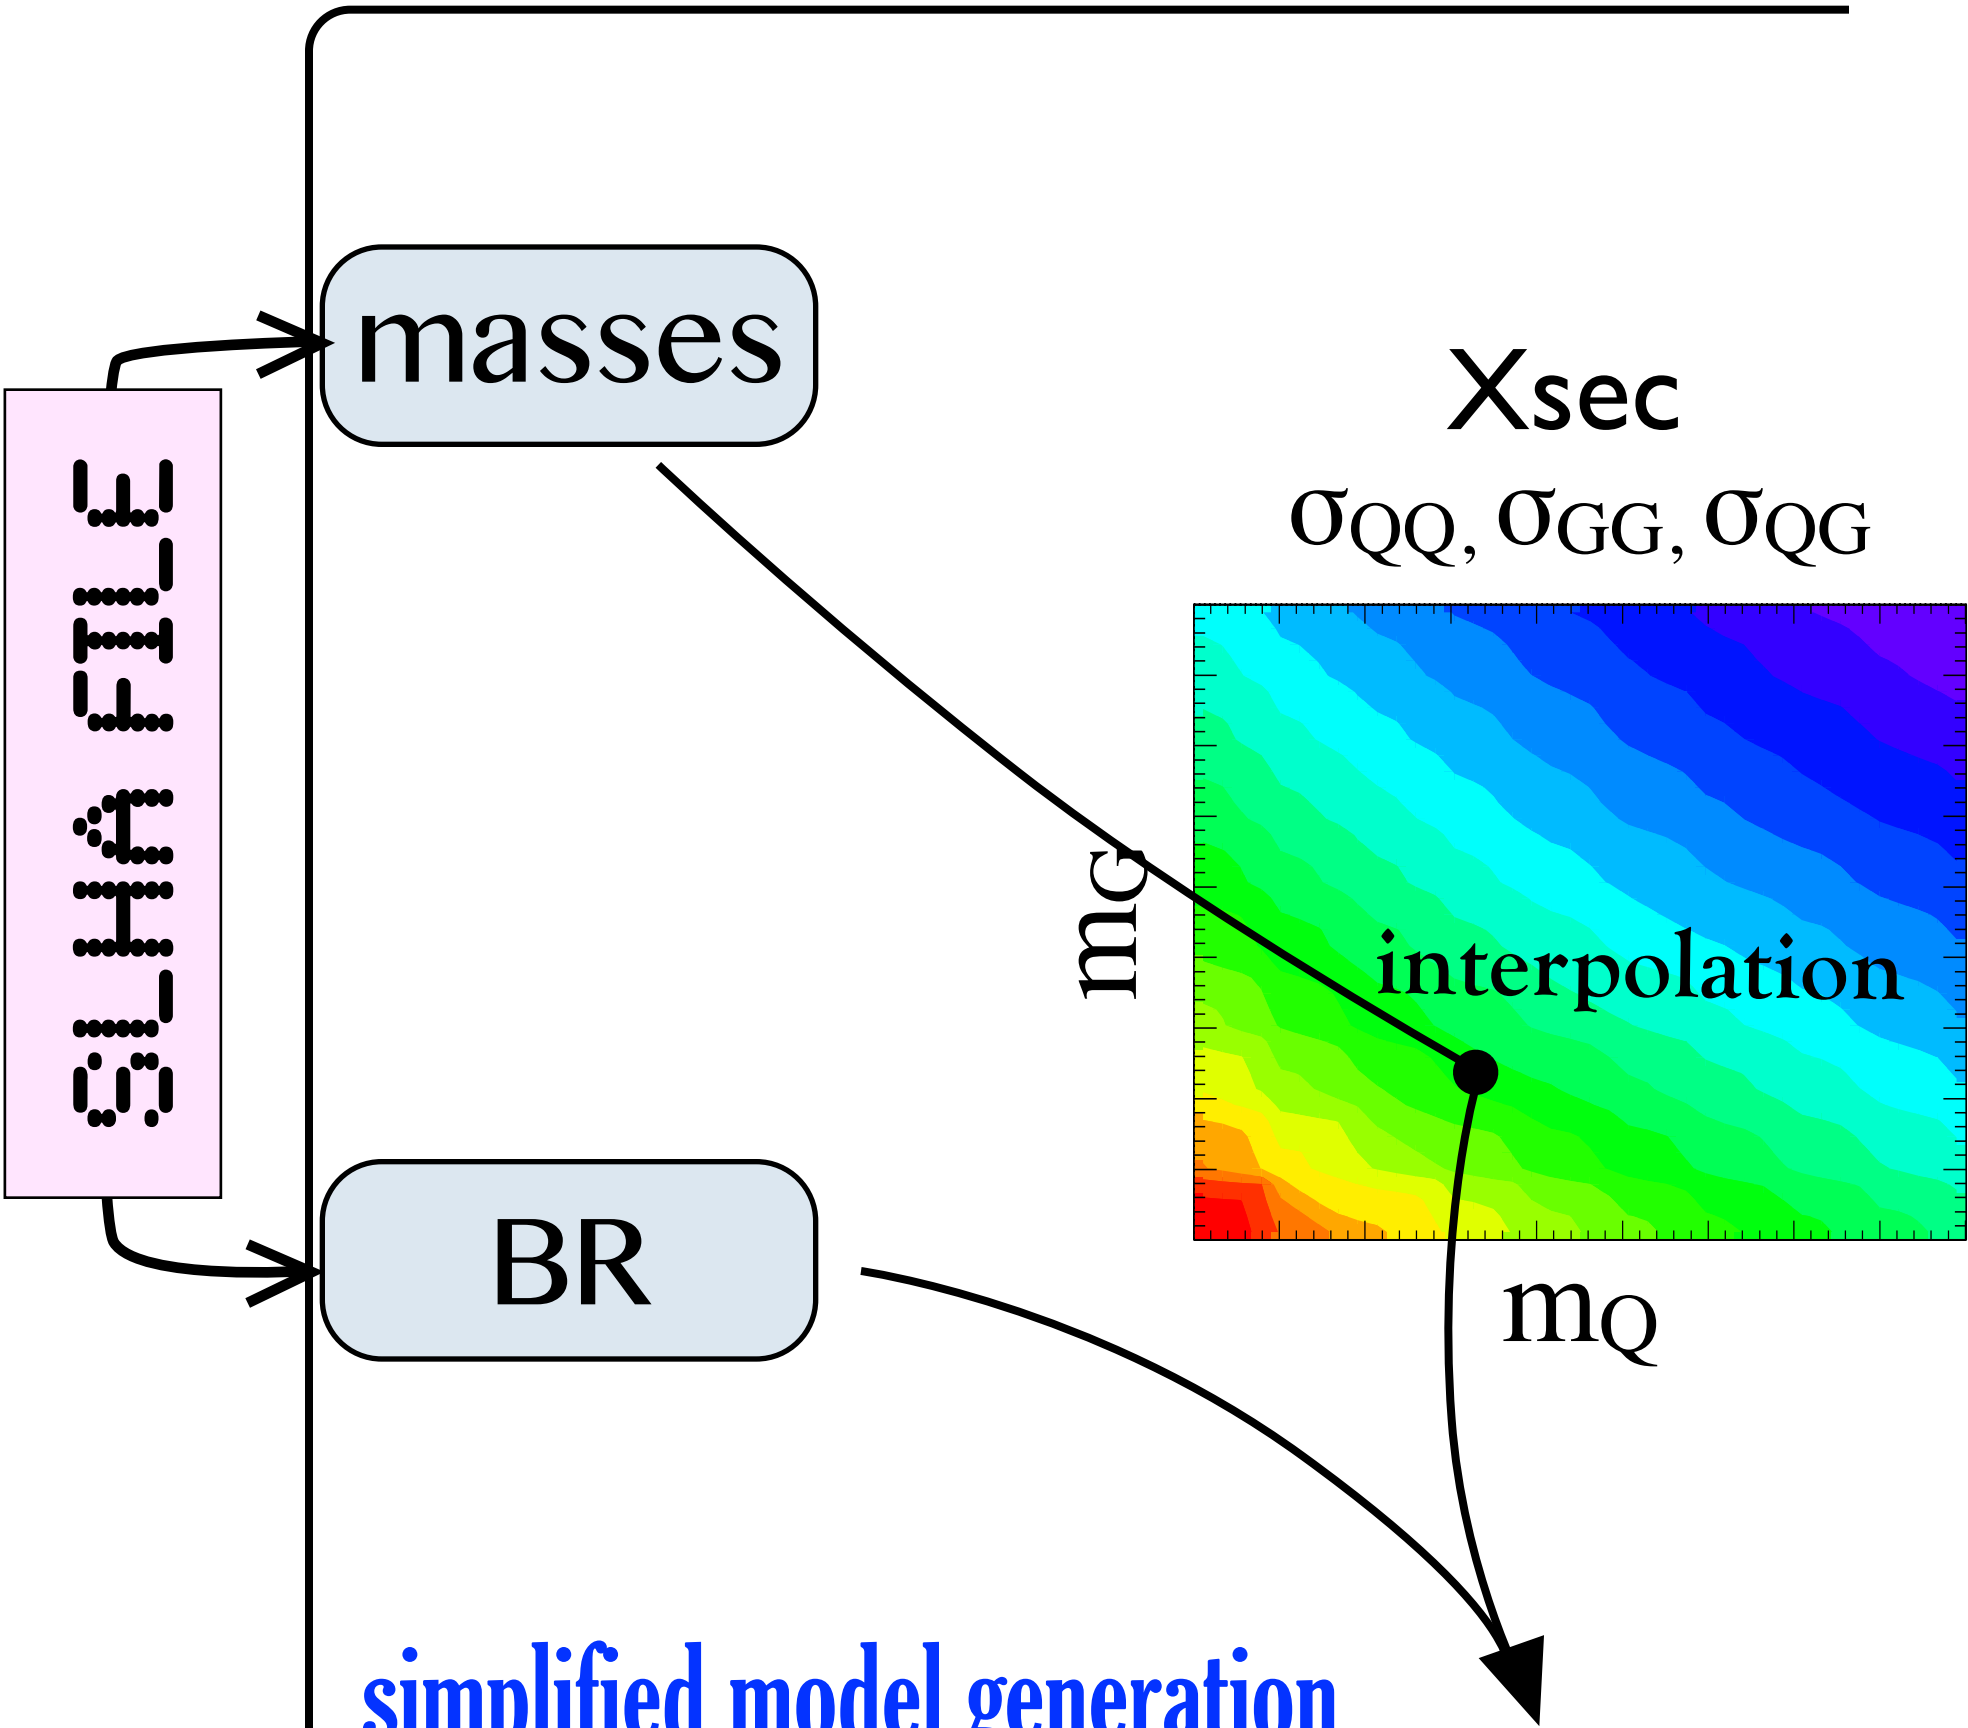 SLHA FILE
masses
Xsec
σQQ, σGG, σQG
mG
interpolation
BR
mQ
simplified model generation